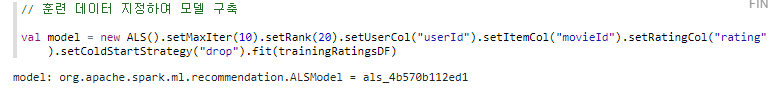 FIN
// 훈련 데이터 지정하여 모델 구축
val model = new ALS().setMaxIter(10).setRank(20).setUserCol("userId").setItemCol("movieId").setRatingCol("rating"
).setColdStartStrategy("drop").fit(trainingRatingsDF)
model: org.apache.spark.ml.recommendation.ALSModel = als_4b570b112ed1